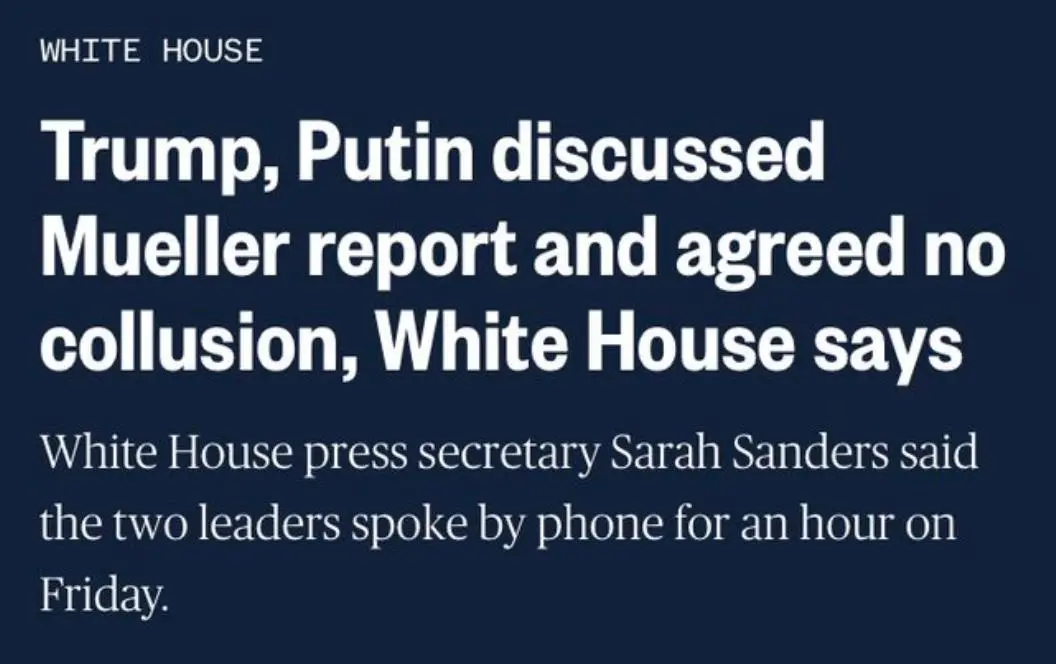 WHITE HOUSE
Trump, Putin discussed
Mueller report and agreed no
collusion, White House says
White House press secretary Sarah Sanders said
the two leaders spoke by phone for an hour on
Friday.